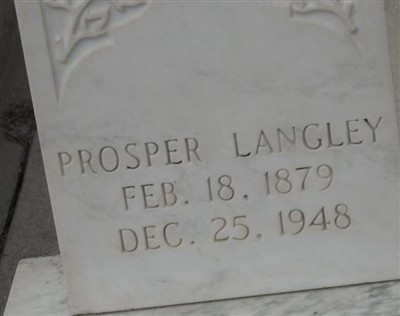 PROSPER LANGLEY
FEB. 18. 1879
DEC. 25. 1948